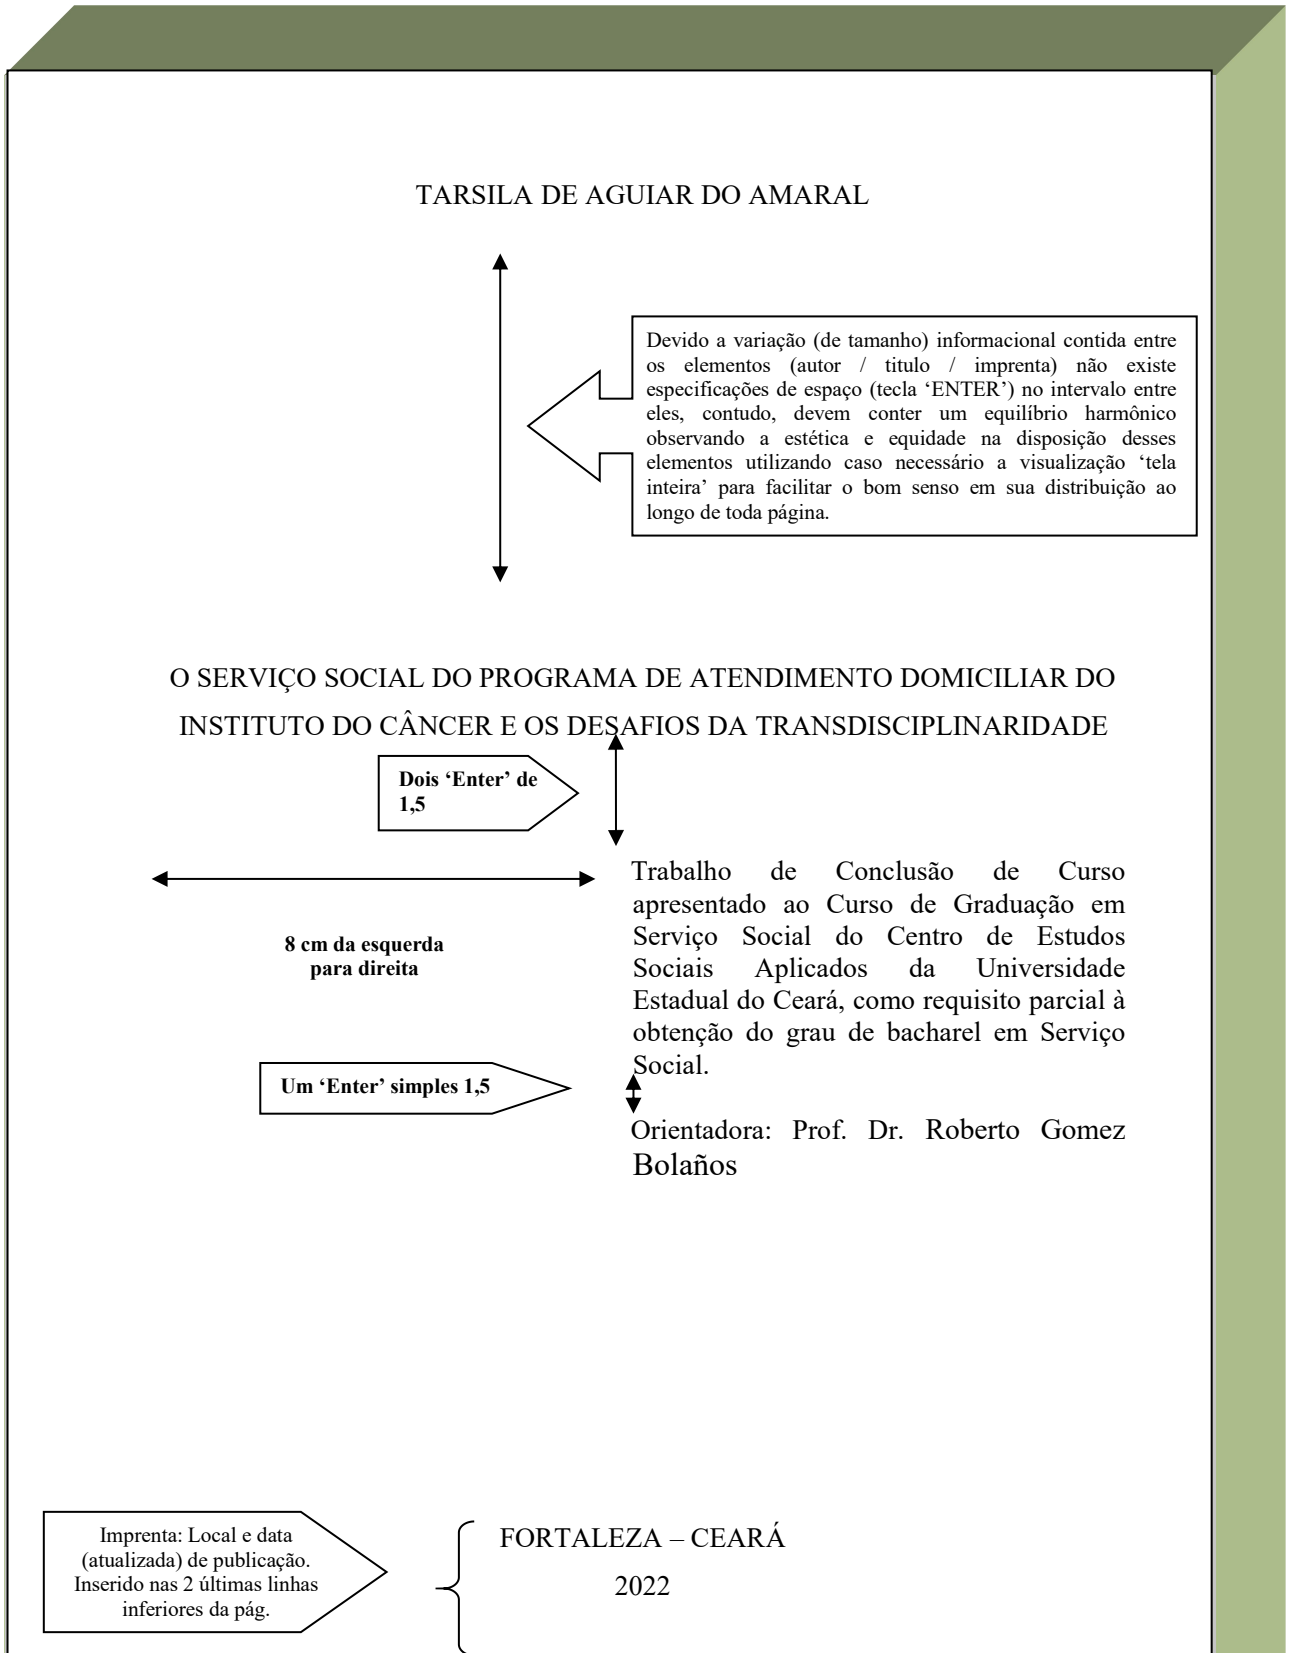 TARSILA DE AGUIAR DO AMARAL
Devido a variação (de tamanho) informacional contida entre
os elementos (autor / titulo / imprenta) não existe
especificações de espaço (tecla ‘ENTER’) no intervalo entre
eles, contudo, devem conter um equilíbrio harmônico
observando a estética e equidade na disposição desses
elementos utilizando caso necessário a visualização ‘tela
inteira’ para facilitar o bom senso em sua distribuição ao
longo de toda página.
O SERVIÇO SOCIAL DO PROGRAMA DE ATENDIMENTO DOMICILIAR DO
INSTITUTO DO CÂNCER E OS DESAFIOS DA TRANSDISCIPLINARIDADE
Dois ‘Enter’ de
1,5
Trabalho de Conclusão de Curso
apresentado ao Curso de Graduação em
Serviço Social do Centro de Estudos
Sociais Aplicados da Universidade
Estadual do Ceará, como requisito parcial à
obtenção do grau de bacharel em Serviço
Social.
8 cm da esquerda
para direita
Um ‘Enter’ simples 1,5
Orientadora: Prof. Dr. Roberto Gomez
Bolaños
Imprenta: Local e data
(atualizada) de publicação.
Inserido nas 2 últimas linhas
inferiores da pág.
FORTALEZA – CEARÁ
2022